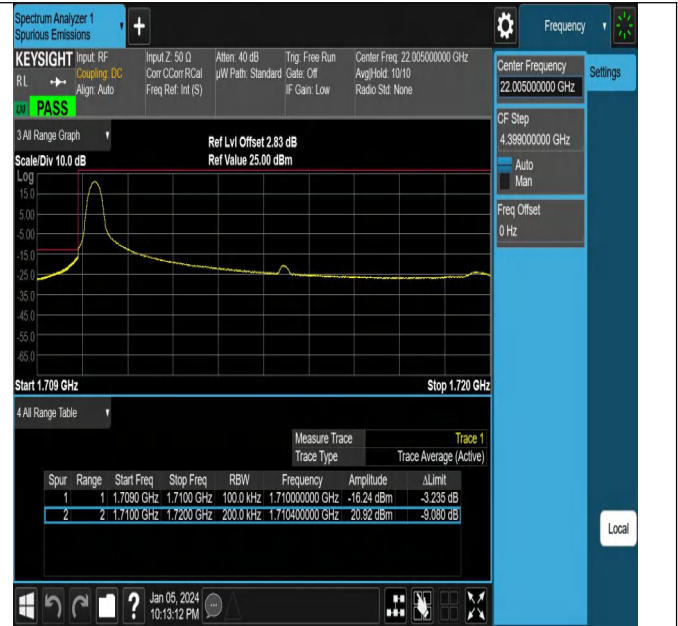 Spectrum Analyzer 1
Spurious Emissions
Frequency
KEYSIGHT
RL
Input: RF
Coupling: DC
Align: Auto
Input Z: 50 Ω
Corr CCorr RCal
Freq Ref: Int (S)
Atten: 40 dB
µW Path: Standard
Trig: Free Run
Gate: Off
IF Gain: Low
Center Freq: 22.005000000 GHz
Avg|Hold: 10/10
Radio Std: None
PASS
Center Frequency
22.005000000 GHz
Settings
CF Step
4.399000000 GHz
Auto
Man
Freq Offset
0 Hz
3 All Range Graph
Ref Lvl Offset 2.83 dB
Scale/Div 10.0 dB
Ref Value 25.00 dBm
Log
15.0
5.00
-5.00
-15.0
-25.0
-35.0
-45.0
-55.0
-65.0
Start 1.709 GHz
Stop 1.720 GHz
4 All Range Table
Measure Trace Trace 1
Trace Type Trace Average (Active)
Spur Range Start Freq Stop Freq RBW Frequency Amplitude ΔLimit
1 1 1.7090 GHz 1.7100 GHz 100.0 kHz 1.710000000 GHz -16.24 dBm -3.235 dB
2 2 1.7100 GHz 1.7200 GHz 200.0 kHz 1.710400000 GHz 20.92 dBm -9.080 dB
Local
?
Jan 05, 2024
10:13:12 PM